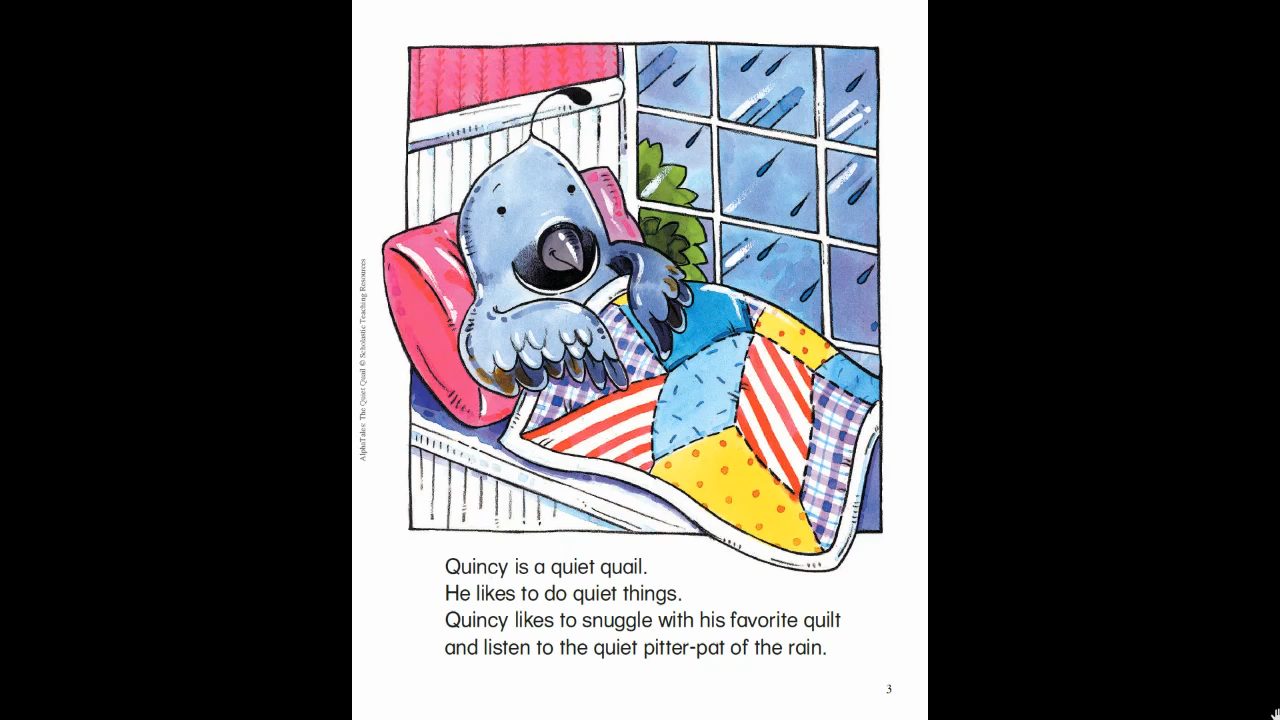 AlphaTales: The Quiet Quail © Scholastic Teaching Resources
Quincy is a quiet quail.
He likes to do quiet things.
Quincy likes to snuggle with his favorite quilt
and listen to the quiet pitter-pat of the rain.
3